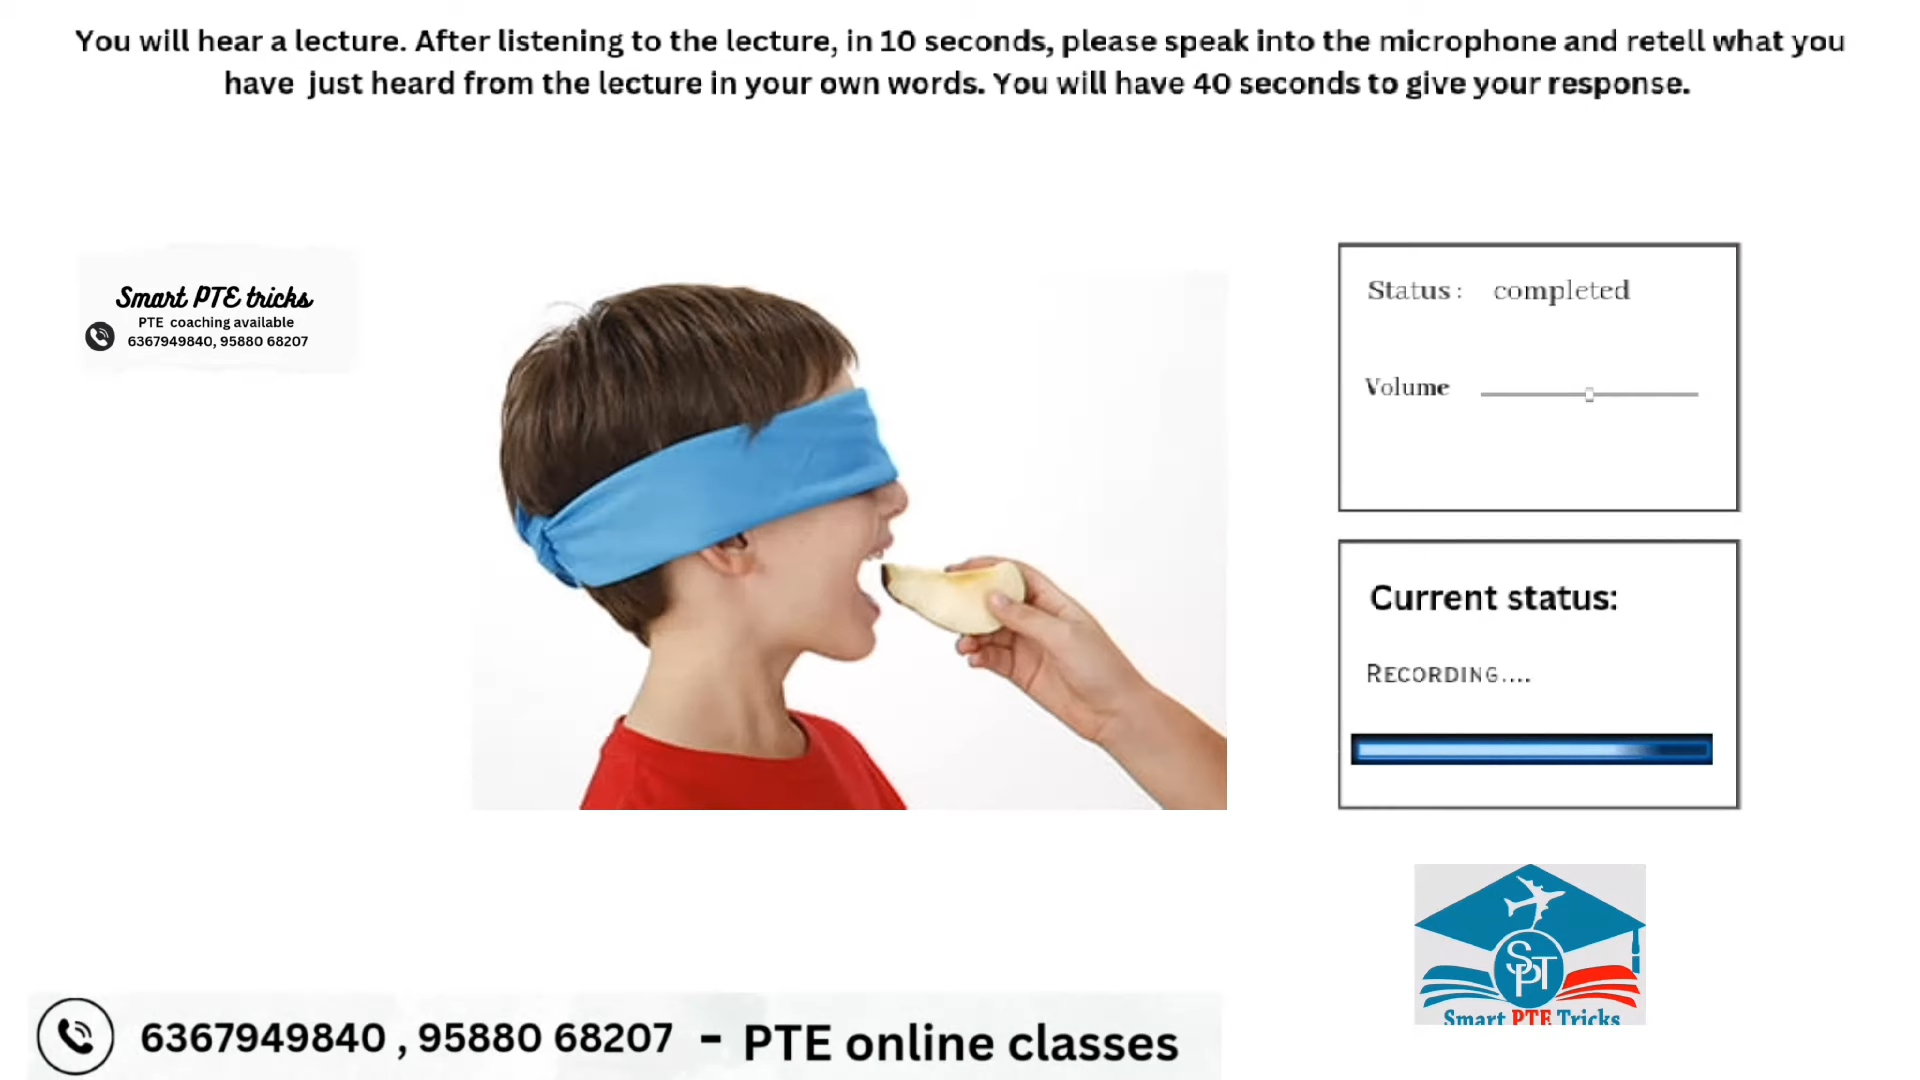 You will hear a lecture. After listening to the lecture, in 10 seconds, please speak into the microphone and retell what you
have just heard from the lecture in your own words. You will have 40 seconds to give your response.
Smart PTE tricks
PTE coaching available
6367949840, 95880 68207
Status : completed
Volume
Current status:
RECORDING....
SPT
Smart PTE Tricks
6367949840 , 95880 68207 - PTE online classes